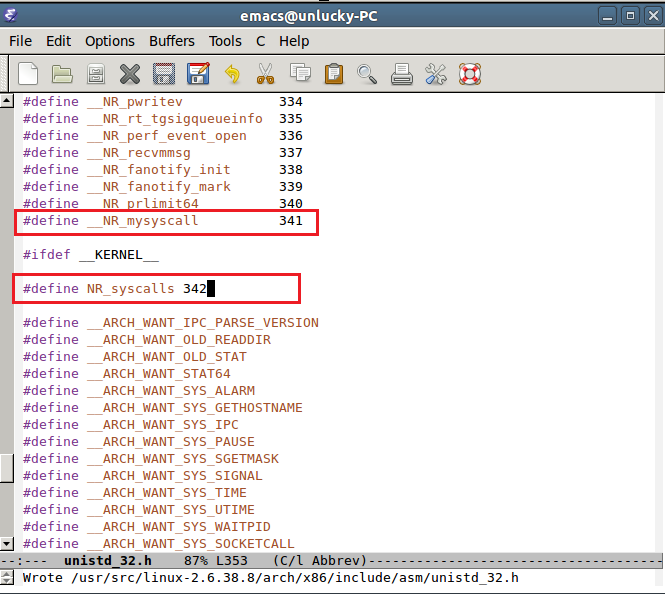 emacs@unlucky-PC
File Edit Options Buffers Tools C Help
#define __NR_pwritev 334
#define __NR_rt_tgsigqueueinfo 335
#define __NR_perf_event_open 336
#define __NR_recvmmsg 337
#define __NR_fanotify_init 338
#define __NR_fanotify_mark 339
#define __NR_prlimit64 340
#define __NR_mysyscall 341
#ifdef __KERNEL__
#define NR_syscalls 342
#define __ARCH_WANT_IPC_PARSE_VERSION
#define __ARCH_WANT_OLD_READDIR
#define __ARCH_WANT_OLD_STAT
#define __ARCH_WANT_STAT64
#define __ARCH_WANT_SYS_ALARM
#define __ARCH_WANT_SYS_GETHOSTNAME
#define __ARCH_WANT_SYS_IPC
#define __ARCH_WANT_SYS_PAUSE
#define __ARCH_WANT_SYS_SGETMASK
#define __ARCH_WANT_SYS_SIGNAL
#define __ARCH_WANT_SYS_TIME
#define __ARCH_WANT_SYS_UTIME
#define __ARCH_WANT_SYS_WAITPID
#define __ARCH_WANT_SYS_SOCKETCALL
--:--- unistd_32.h 87% L353 (C/l Abbrev)-------------------------------------
Wrote /usr/src/linux-2.6.38.8/arch/x86/include/asm/unistd_32.h